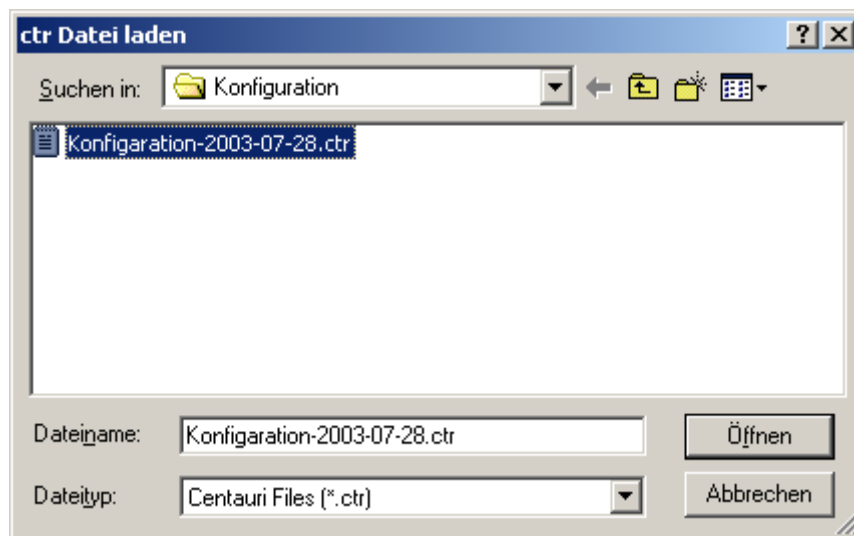 ctr Datei laden
Suchen in: Konfiguration
Konfigaration-2003-07-28.ctr
Dateiname: Konfigaration-2003-07-28.ctr Öffnen
Dateityp: Centauri Files (*.ctr) Abbrechen